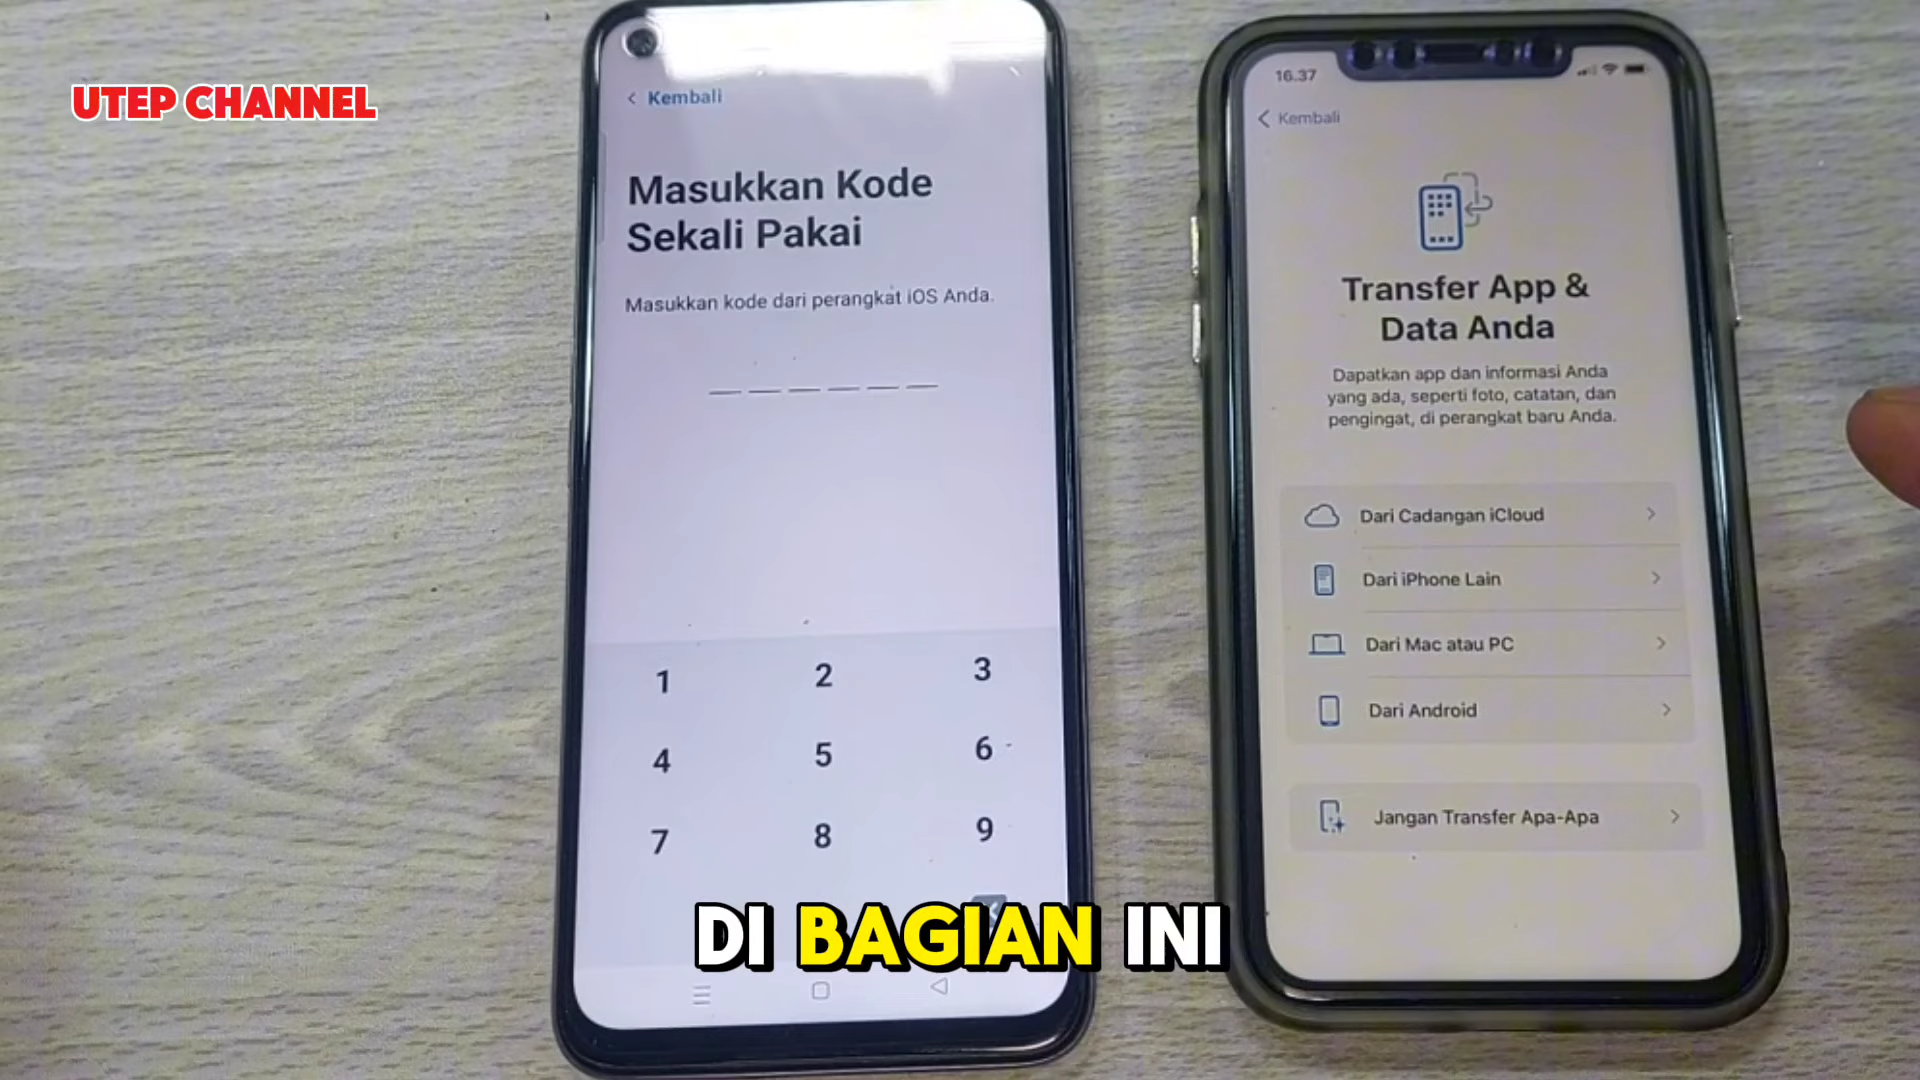 UTEP CHANNEL
< Kembali
Masukkan Kode
Sekali Pakai
Masukkan kode dari perangkat iOS Anda.
1 2 3
4 5 6
7 8 9
16.37
< Kembali
Transfer App &
Data Anda
Dapatkan app dan informasi Anda
yang ada, seperti foto, catatan, dan
pengingat, di perangkat baru Anda.
Dari Cadangan iCloud
Dari iPhone Lain
Dari Mac atau PC
Dari Android
Jangan Transfer Apa-Apa
DI BAGIAN INI